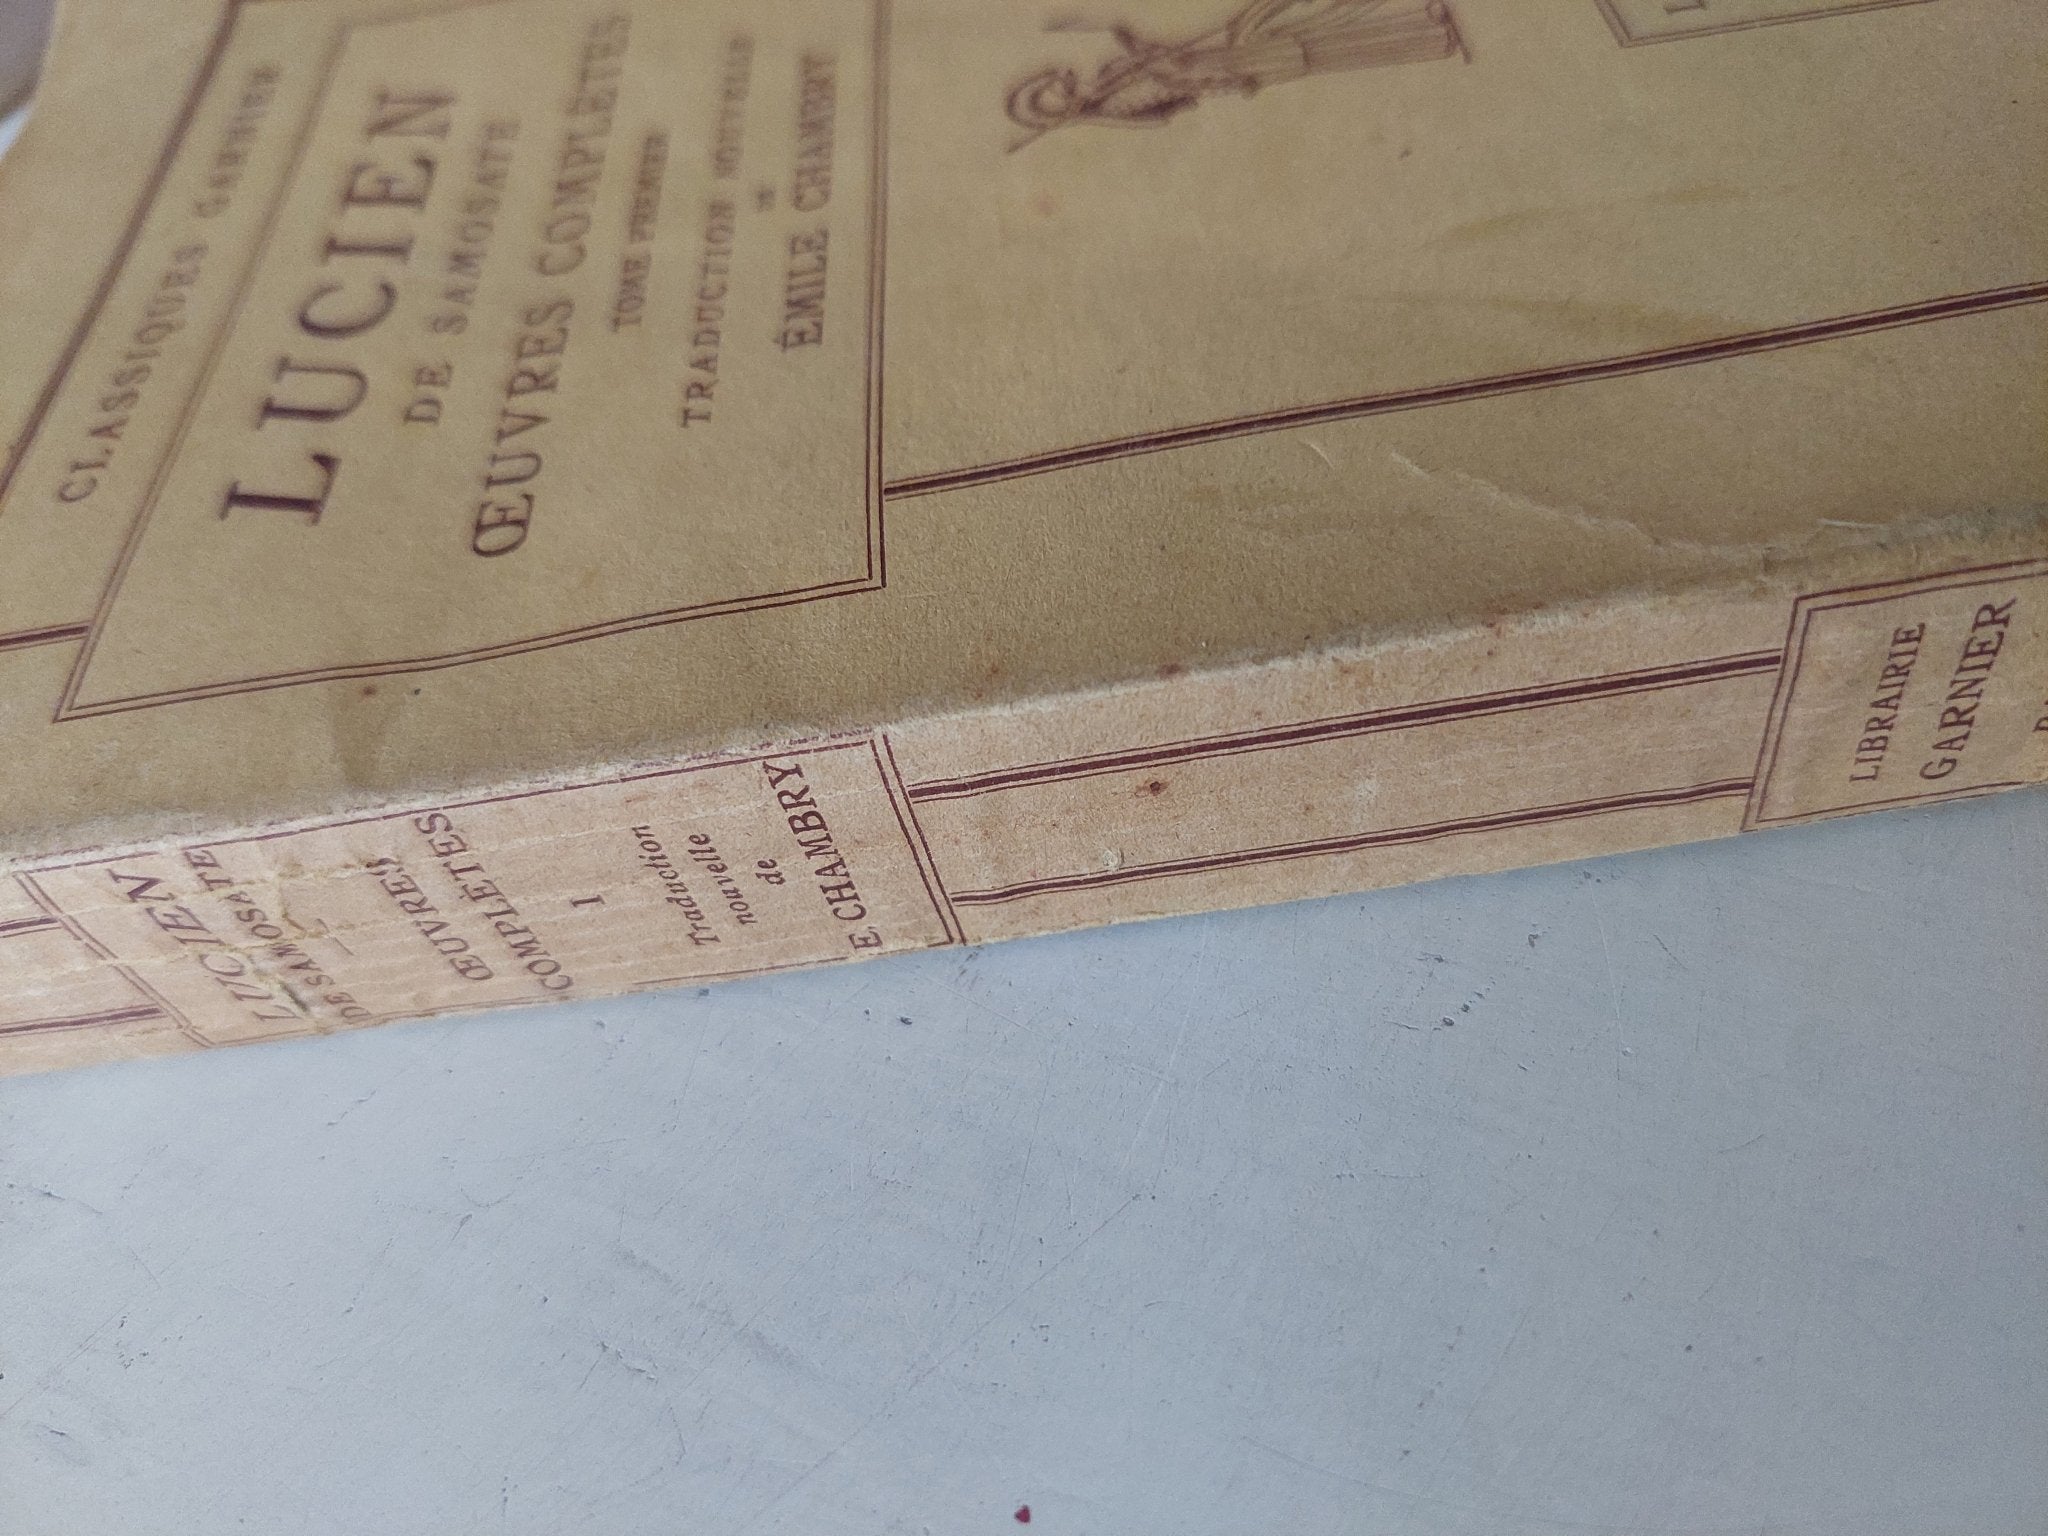 CLASSIQUES GARNIER
LUCIEN
DE SAMOSATE
ŒUVRES COMPLÈTES
TOME PREMIER
TRADUCTION NOUVELLE
DE
ÉMILE CHAMBRY
LUCIEN
DE SAMOSATE
ŒUVRES
COMPLÈTES
I
Traduction
nouvelle
de
E. CHAMBRY
LIBRAIRIE
GARNIER